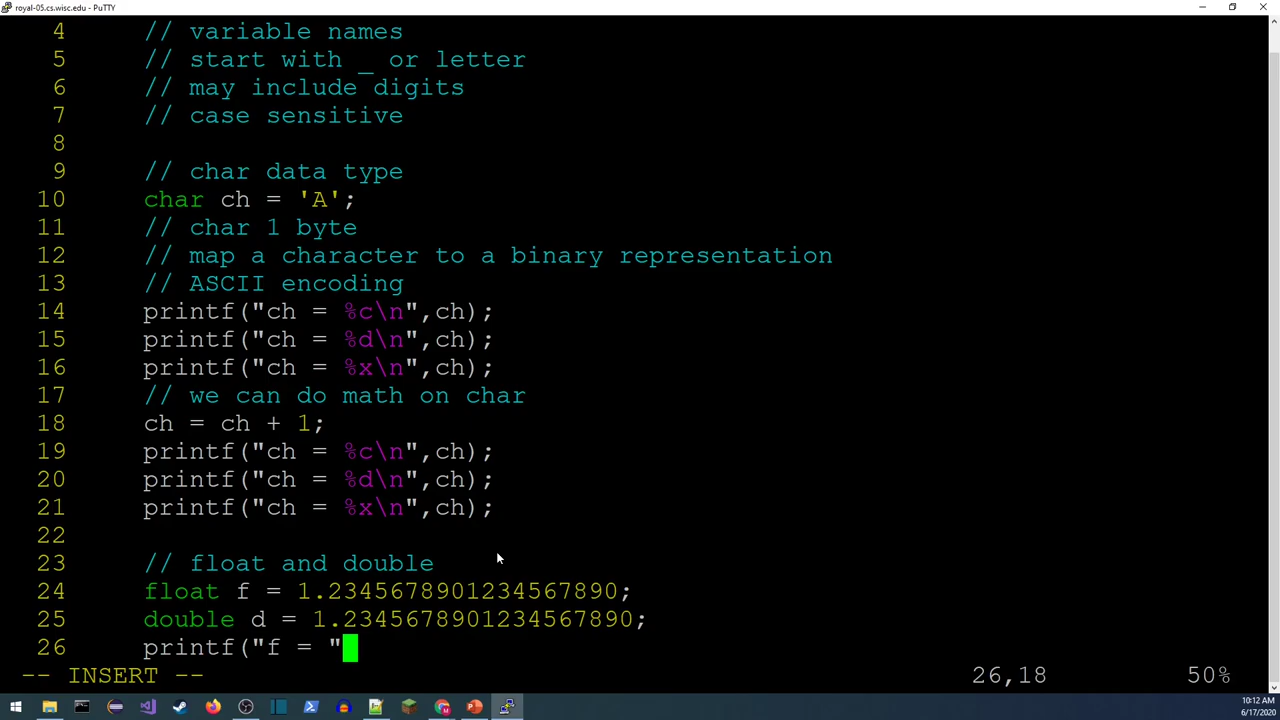 royal-05.cs.wisc.edu - PuTTY
4 // variable names
5 // start with _ or letter
6 // may include digits
7 // case sensitive
8
9 // char data type
10 char ch = 'A';
11 // char 1 byte
12 // map a character to a binary representation
13 // ASCII encoding
14 printf("ch = %c\n",ch);
15 printf("ch = %d\n",ch);
16 printf("ch = %x\n",ch);
17 // we can do math on char
18 ch = ch + 1;
19 printf("ch = %c\n",ch);
20 printf("ch = %d\n",ch);
21 printf("ch = %x\n",ch);
22
23 // float and double
24 float f = 1.2345678901234567890;
25 double d = 1.2345678901234567890;
26 printf("f = "
-- INSERT -- 26,18 50%
10:12 AM
6/17/2020